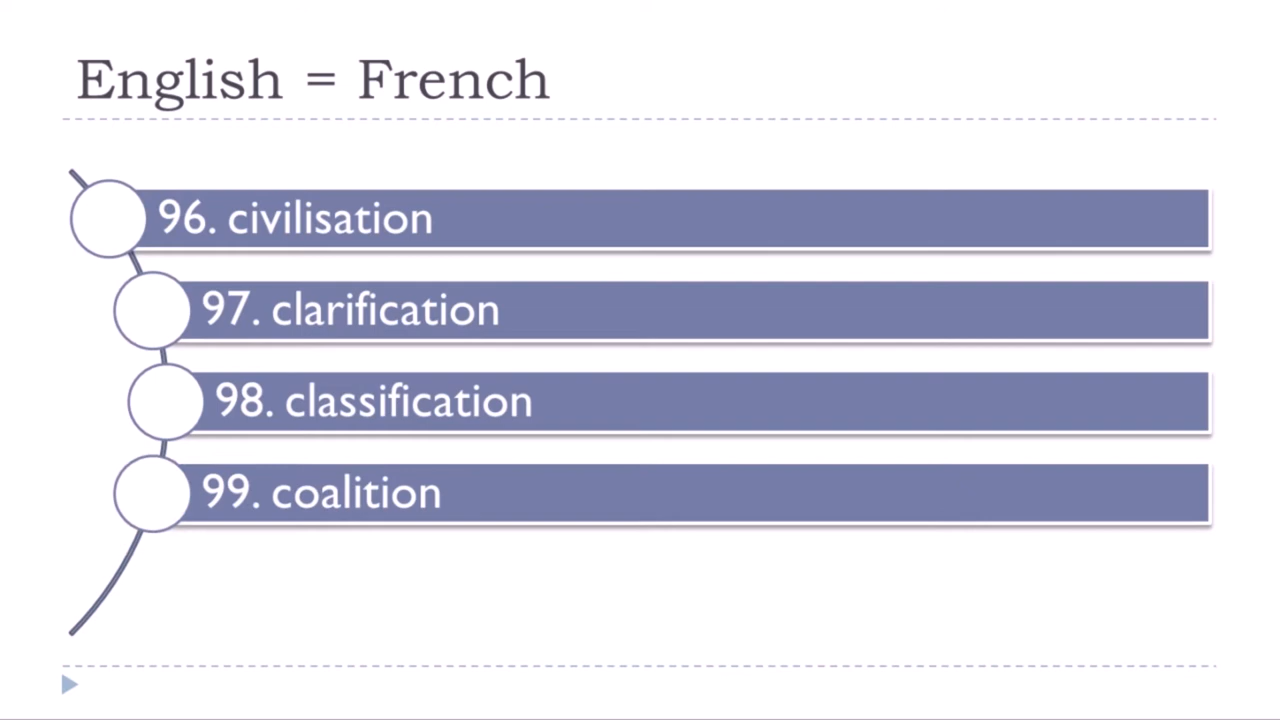 English = French
96. civilisation
97. clarification
98. classification
99. coalition